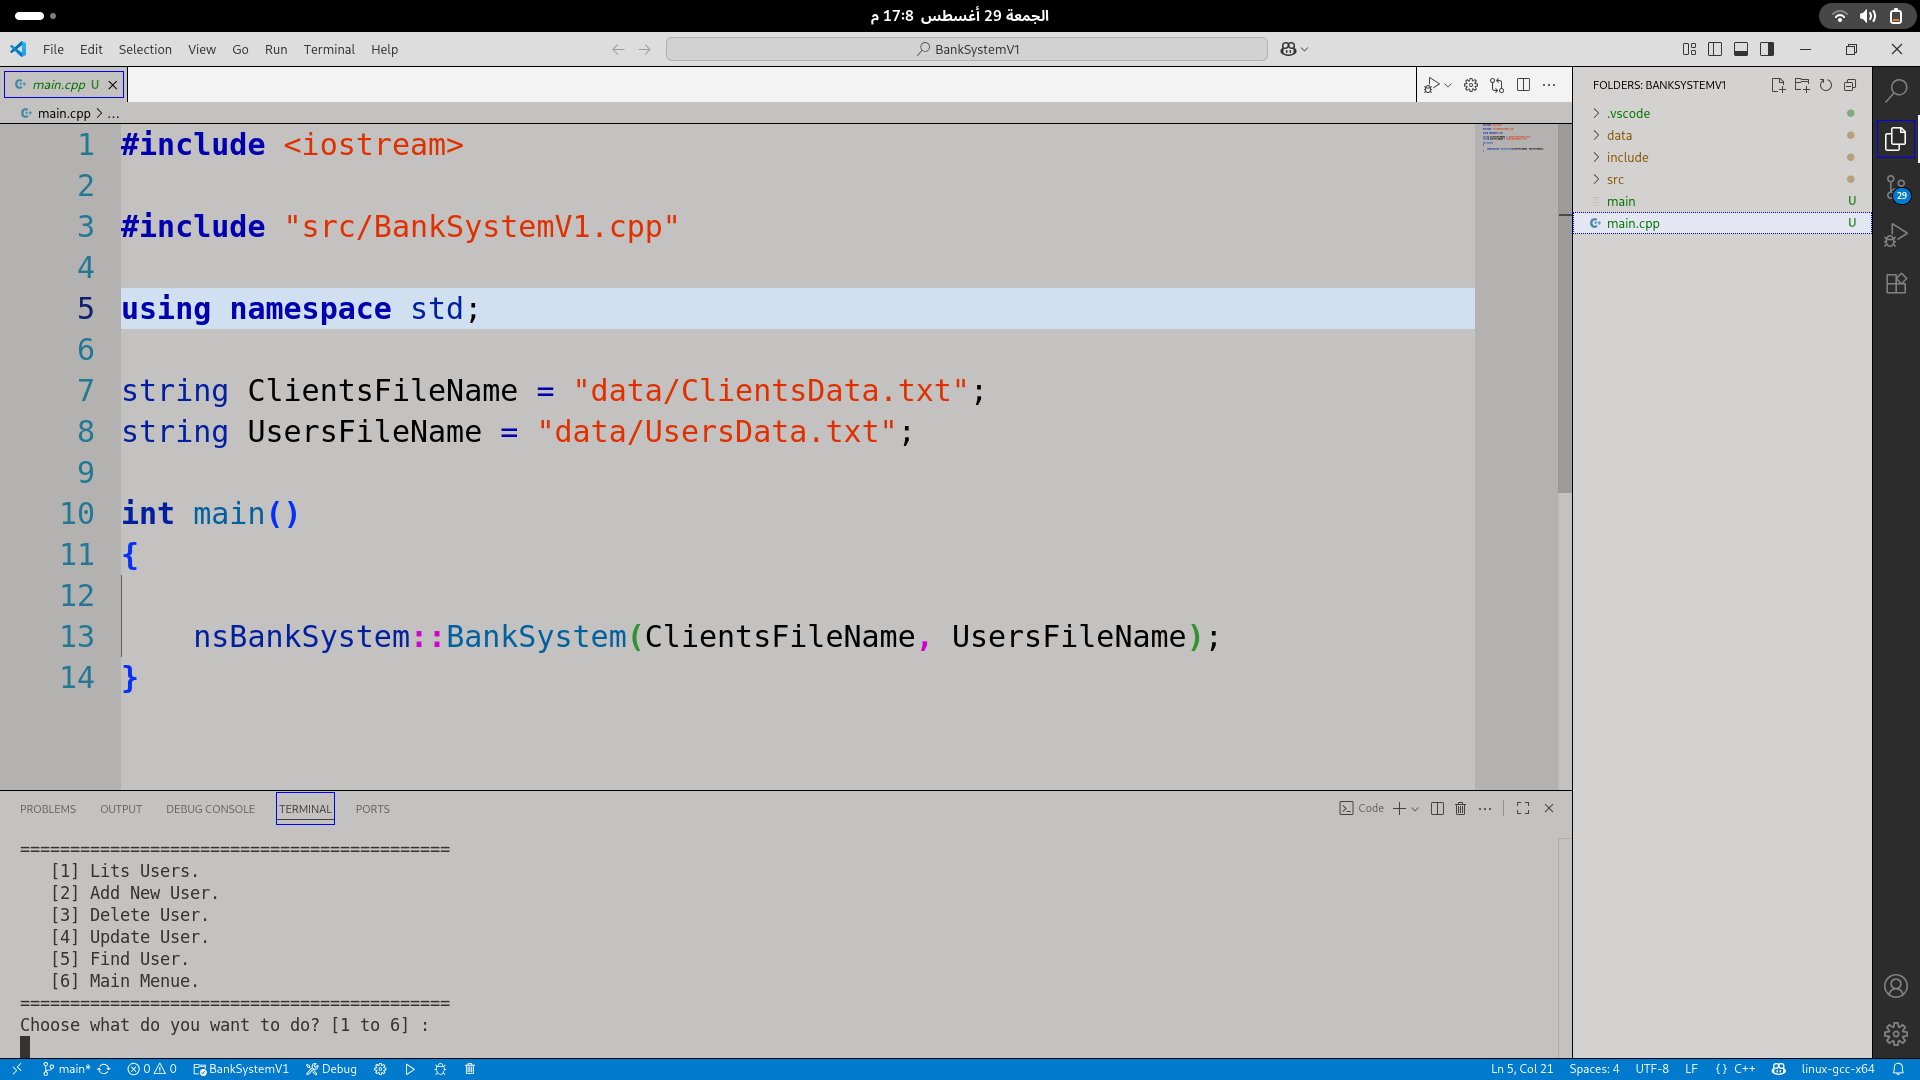 الجمعة 29 أغسطس 17:8 م
File Edit Selection View Go Run Terminal Help
BankSystemV1
main.cpp U
main.cpp > ...
1 #include <iostream>
2
3 #include "src/BankSystemV1.cpp"
4
5 using namespace std;
6
7 string ClientsFileName = "data/ClientsData.txt";
8 string UsersFileName = "data/UsersData.txt";
9
10 int main()
11 {
12
13 nsBankSystem::BankSystem(ClientsFileName, UsersFileName);
14 }
FOLDERS: BANKSYSTEMV1
.vscode
data
include
src
main U
main.cpp U
29
PROBLEMS OUTPUT DEBUG CONSOLE TERMINAL PORTS
Code
===========================================
[1] Lits Users.
[2] Add New User.
[3] Delete User.
[4] Update User.
[5] Find User.
[6] Main Menue.
===========================================
Choose what do you want to do? [1 to 6] :
main* 0 0 BankSystemV1 Debug
Ln 5, Col 21 Spaces: 4 UTF-8 LF {} C++ linux-gcc-x64